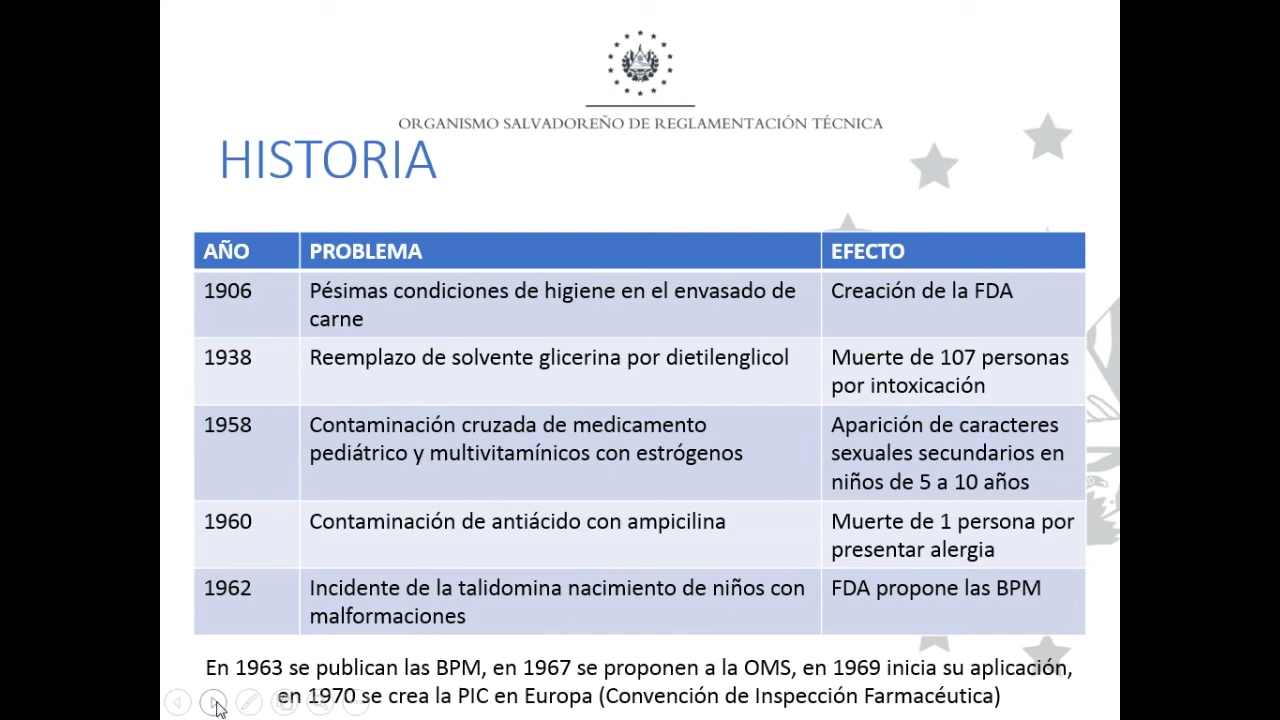 ORGANISMO SALVADOREÑO DE REGLAMENTACIÓN TÉCNICA
HISTORIA
AÑO PROBLEMA EFECTO
1906 Pésimas condiciones de higiene en el envasado de Creación de la FDA
carne
1938 Reemplazo de solvente glicerina por dietilenglicol Muerte de 107 personas
por intoxicación
1958 Contaminación cruzada de medicamento Aparición de caracteres
pediátrico y multivitamínicos con estrógenos sexuales secundarios en
niños de 5 a 10 años
1960 Contaminación de antiácido con ampicilina Muerte de 1 persona por
presentar alergia
1962 Incidente de la talidomina nacimiento de niños con FDA propone las BPM
malformaciones
En 1963 se publican las BPM, en 1967 se proponen a la OMS, en 1969 inicia su aplicación,
en 1970 se crea la PIC en Europa (Convención de Inspección Farmacéutica)